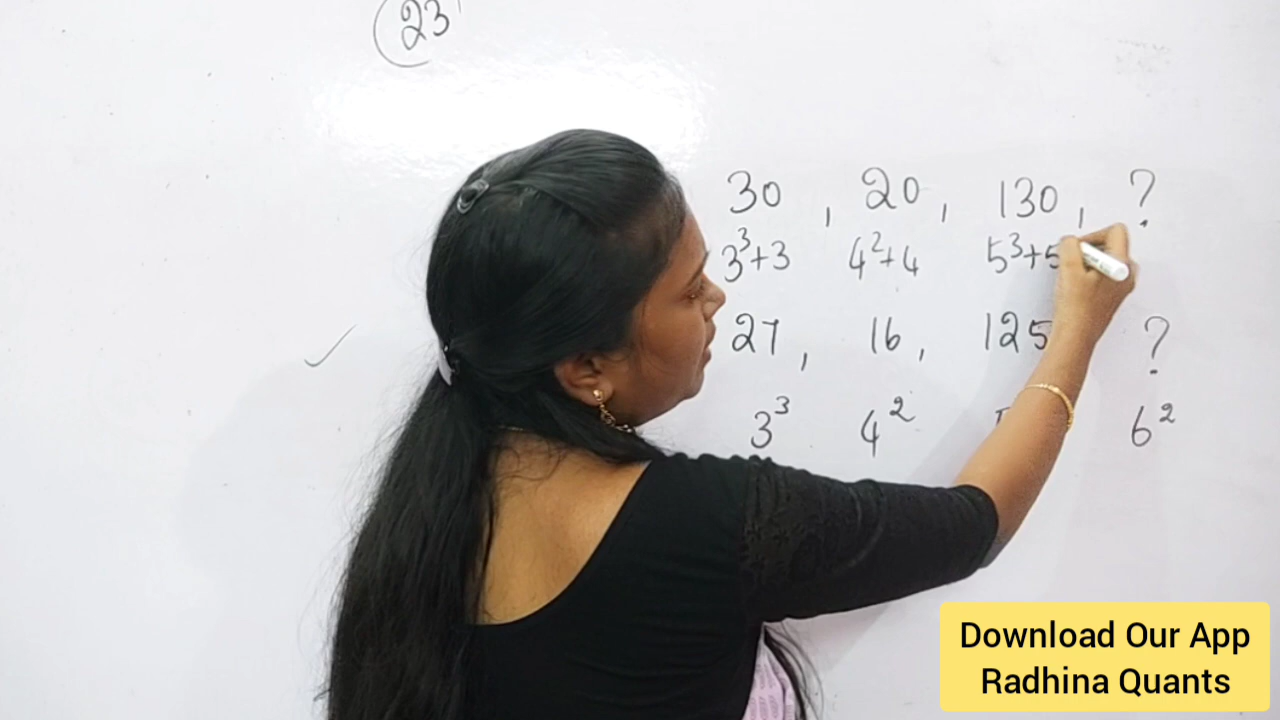 23
30 , 20 , 130 , ?
3³+3 4²+4 5³+5
27 , 16 , 125 ?
3³ 4² 6²
Download Our App
Radhina Quants